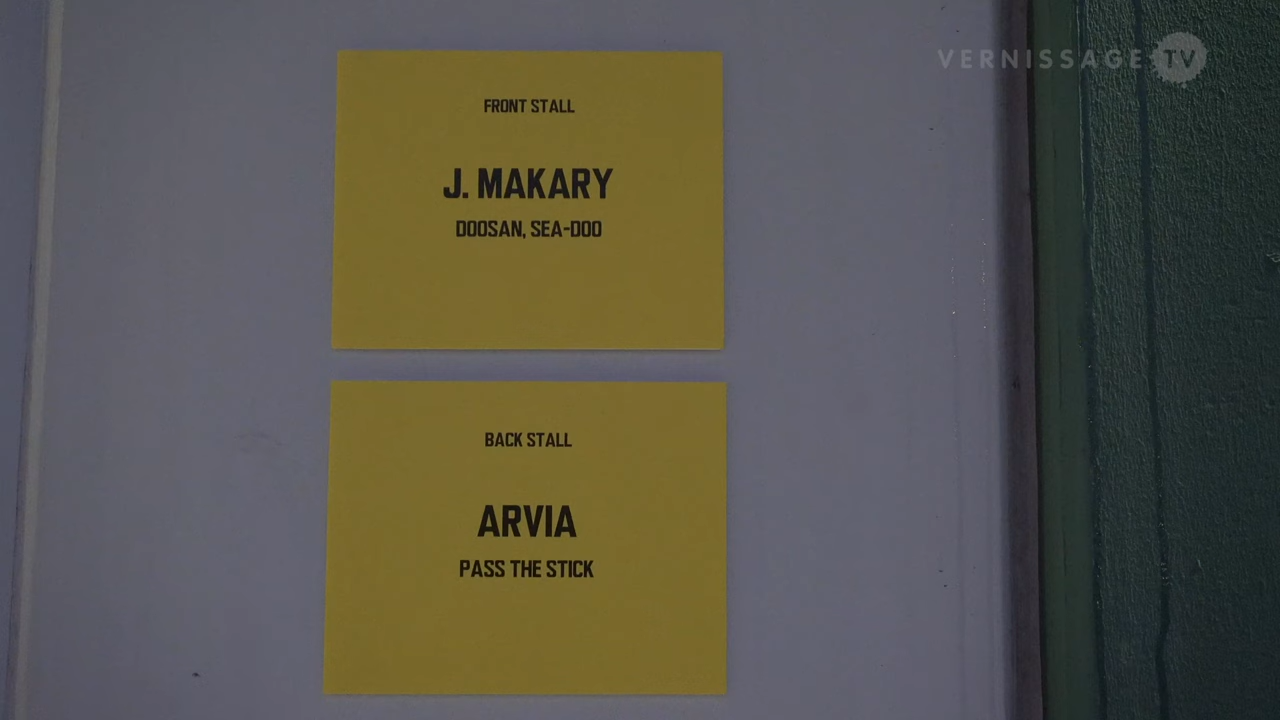 VERNISSAGE TV
FRONT STALL
J. MAKARY
DOOSAN, SEA-DOO
BACK STALL
ARVIA
PASS THE STICK